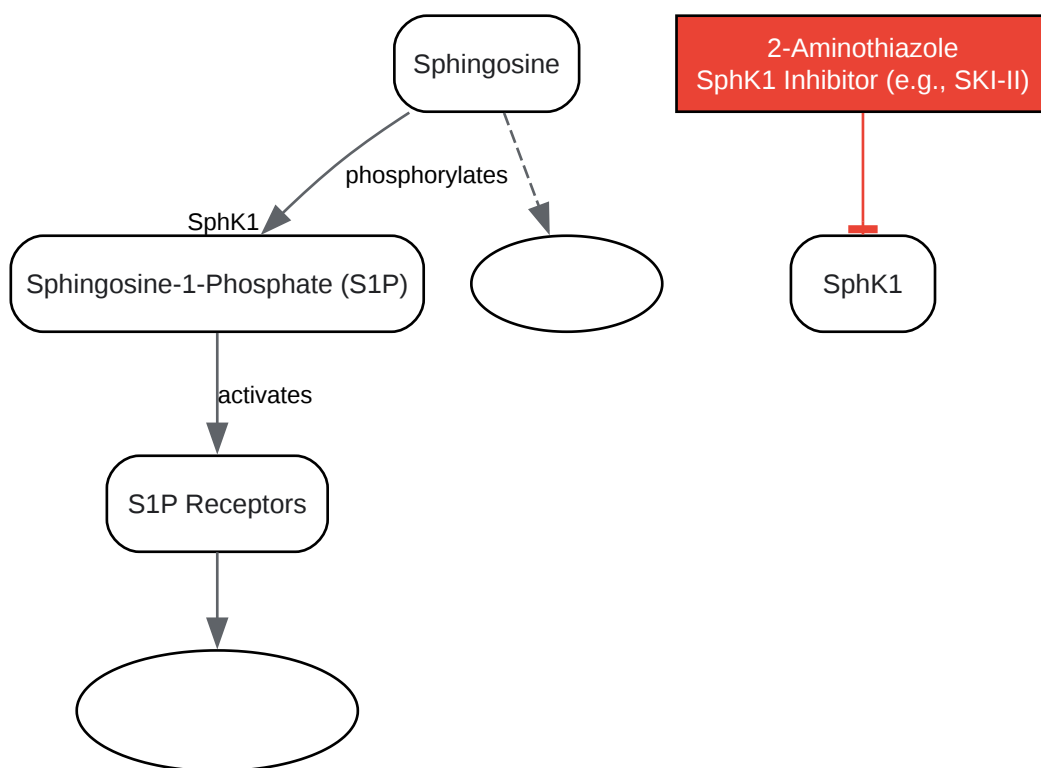 Sphingosine
2-Aminothiazole
SphK1 Inhibitor (e.g., SKI-II)
phosphorylates
SphK1
Sphingosine-1-Phosphate (S1P)
SphK1
activates
S1P Receptors